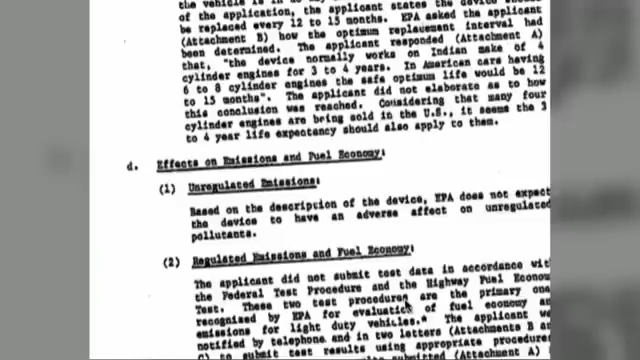 of the application, the applicant states the device should
be replaced every 12 to 15 months. EPA asked the applicant
(Attachment B) how the optimum replacement interval had
been determined. The applicant responded (Attachment A)
that, "the device normally works on Indian make of 4
cylinder engines for 3 to 4 years. In American cars having
6 to 8 cylinder engines the safe optimum life would be 12
to 15 months". The applicant did not elaborate as to how
this conclusion was reached. Considering that many four
cylinder engines are being sold in the U.S., it seems the 3
to 4 year life expectancy should also apply to them.
d. Effects on Emissions and Fuel Economy:
(1) Unregulated Emissions:
Based on the description of the device, EPA does not expect
the device to have an adverse affect on unregulated
pollutants.
(2) Regulated Emissions and Fuel Economy:
The applicant did not submit test data in accordance with
the Federal Test Procedure and the Highway Fuel Econom
Test. These two test procedures are the primary one
recognized by EPA for evaluation of fuel economy an
emissions for light duty vehicles.* The applicant w
notified by telephone and in two letters (Attachments B an
C) to submit test results using appropriate procedure
(Attachment A)